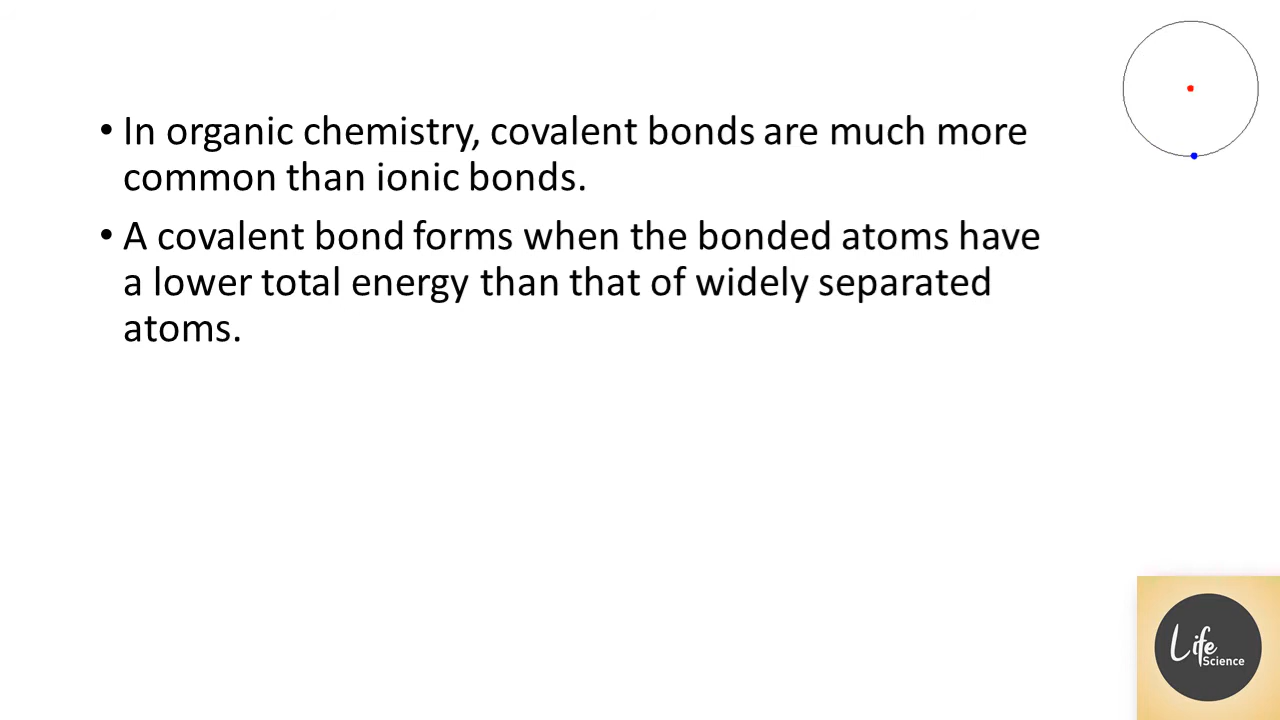 • In organic chemistry, covalent bonds are much more
common than ionic bonds.
• A covalent bond forms when the bonded atoms have
a lower total energy than that of widely separated
atoms.
Life
Science